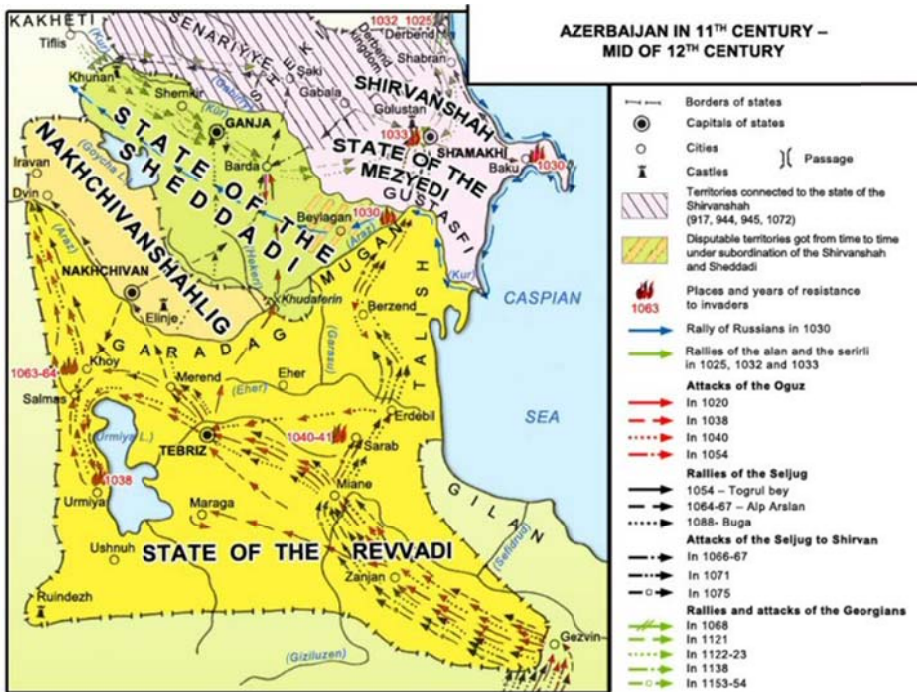 AZERBAIJAN IN 11TH CENTURY –
MID OF 12TH CENTURY
KAKHETI
Tiflis
(Kur)
SENARIYYE
SHEKI
1032 1025
Derbend
Derbend kingdom
Shabran
Khunan
Shemkir
(Kür)
Şəki
Gabala
Gulustan
SHIRVANSHAH
GANJA
1033
SHAMAKHI
STATE OF THE
MEZYEDI
Baku
1030
GUSTASFI
STATE OF THE
SHEDDADI
Barda
Iravan
(Goycha L.)
Dvin
NAKHCHIVANSHAHLIG
Beylagan
1030
(Araz)
(Araz)
MUGAN
(Kur)
CASPIAN
SEA
NAKHCHIVAN
(Hekeri)
Elinje
Khudaferin
Berzend
TALISH
GARADAG
(Garasu)
1063-64
Khoy
Merend
(Eher)
Eher
Salmas
Erdebil
(Urmiya L.)
TEBRIZ
1040-41
Sarab
1038
Urmiya
Maraga
Miane
GILAN
Ushnuh
STATE OF THE REVVADI
(Sefidrud)
Zanjan
Ruindezh
(Giziluzen)
Gezvin
Borders of states
Capitals of states
Cities
Castles
Passage
Territories connected to the state of the
Shirvanshah
(917, 944, 945, 1072)
Disputable territories got from time to time
under subordination of the Shirvanshah
and Sheddadi
1063
Places and years of resistance
to invaders
Rally of Russians in 1030
Rallies of the alan and the serirli
in 1025, 1032 and 1033
Attacks of the Oguz
In 1020
In 1038
In 1040
In 1054
Rallies of the Seljug
1054 – Togrul bey
1064-67 – Alp Arslan
1088- Buga
Attacks of the Seljug to Shirvan
In 1066-67
In 1071
In 1075
Rallies and attacks of the Georgians
In 1068
In 1121
In 1122-23
In 1138
In 1153-54